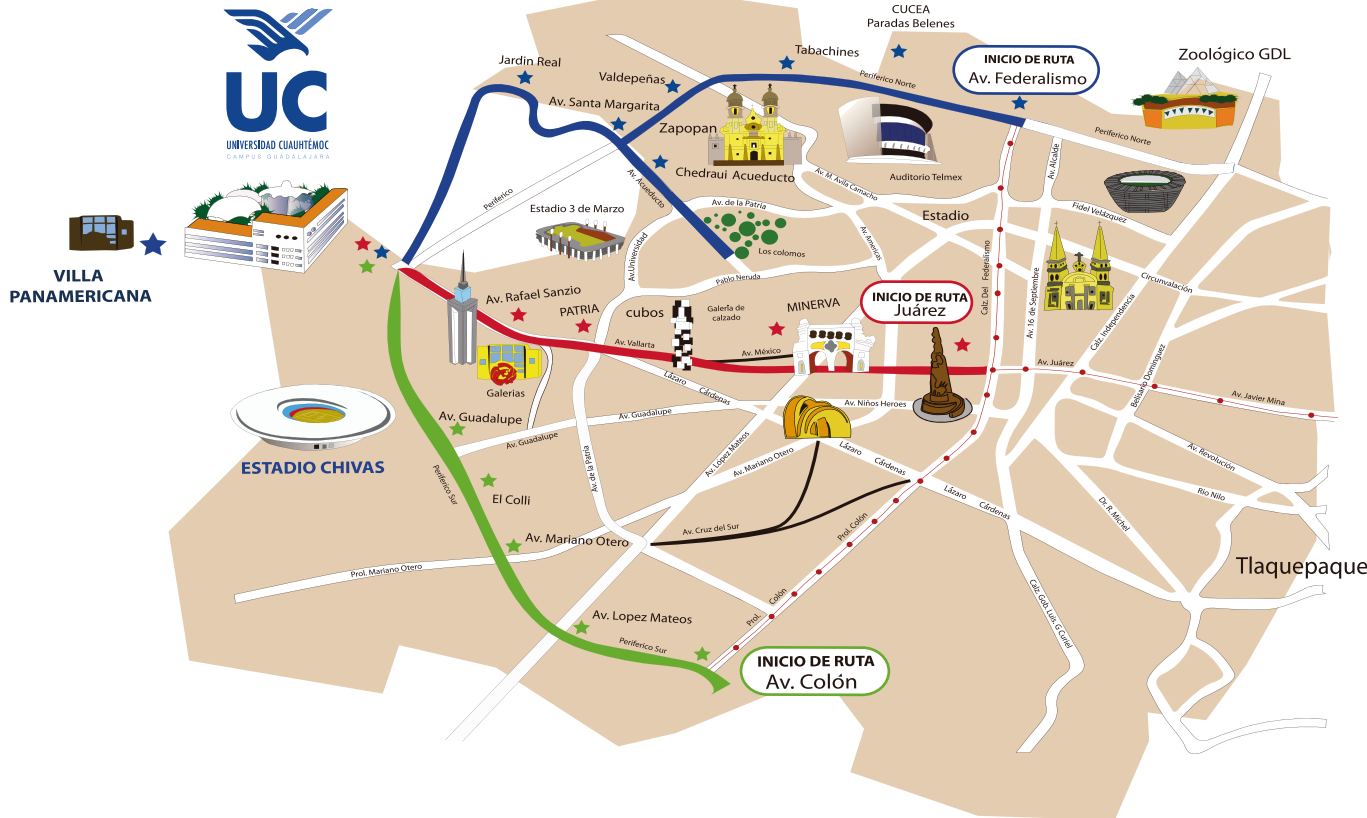 CUCEA
Paradas Belenes
Zoológico GDL
Tabachines
INICIO DE RUTA
Av. Federalismo
Jardin Real
Valdepeñas
Periferico Norte
UC
UNIVERSIDAD CUAUHTÉMOC
CAMPUS GUADALAJARA
Av. Santa Margarita
Zapopan
Periferico Norte
Av. Alcalde
Chedraui Acueducto
Auditorio Telmex
Av. M. Avila Camacho
Av. Acueducto
Periferico
Av. de la Patria
Estadio 3 de Marzo
Estadio
Fidel Velázquez
Av. Americas
Av.Universidad
Los colomos
Calz. Del Federalismo
VILLA
PANAMERICANA
Pablo Neruda
Circunvalación
Av. 16 de Septiembre
Av. Rafael Sanzio
PATRIA
cubos
Galería de
calzado
MINERVA
INICIO DE RUTA
Juárez
Calz. Independencia
Av. Vallarta
Av. México
Av. Juárez
Belisario Dominguez
Galerias
Lázaro Cárdenas
Av. Javier Mina
Av. Guadalupe
Av. Guadalupe
Av. Niños Heroes
Av. Guadalupe
Av. Lopez Mateos
Av. Mariano Otero
Lázaro Cárdenas
Av. Revolución
ESTADIO CHIVAS
Periferico Sur
Av. de la Patria
El Colli
Lázaro Cárdenas
Rio Nilo
Dr. R. Michel
Av. Cruz del Sur
Prol. Colón
Av. Mariano Otero
Prol. Mariano Otero
Tlaquepaque
Prol. Colón
Calz. Gob. Luis. G Curiel
Av. Lopez Mateos
Periferico Sur
INICIO DE RUTA
Av. Colón